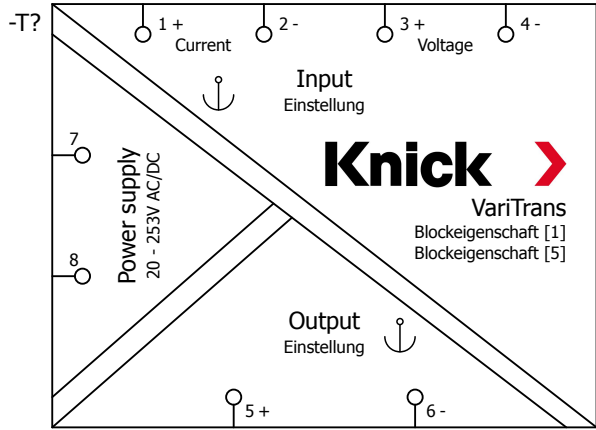 -T?
1 + 2 - 3 + 4 -
Current Voltage
Input
Einstellung
7
8
Power supply
20 - 253V AC/DC
Knick
VariTrans
Blockeigenschaft [1]
Blockeigenschaft [5]
Output
Einstellung
5 + 6 -